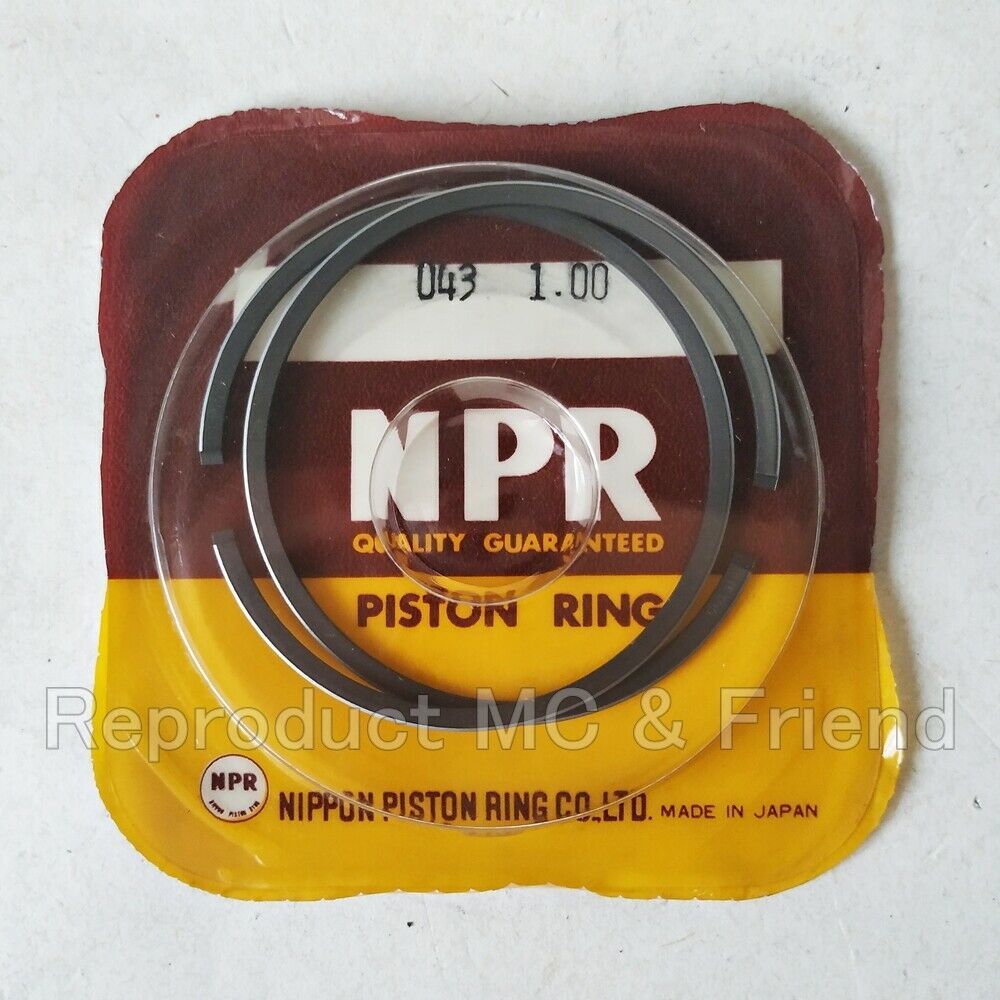 043 1.00
NPR
QUALITY GUARANTEED
PISTON RING
Reproduct MC & Friend
NPR
NIPPON PISTON RING CO.,LTD. MADE IN JAPAN